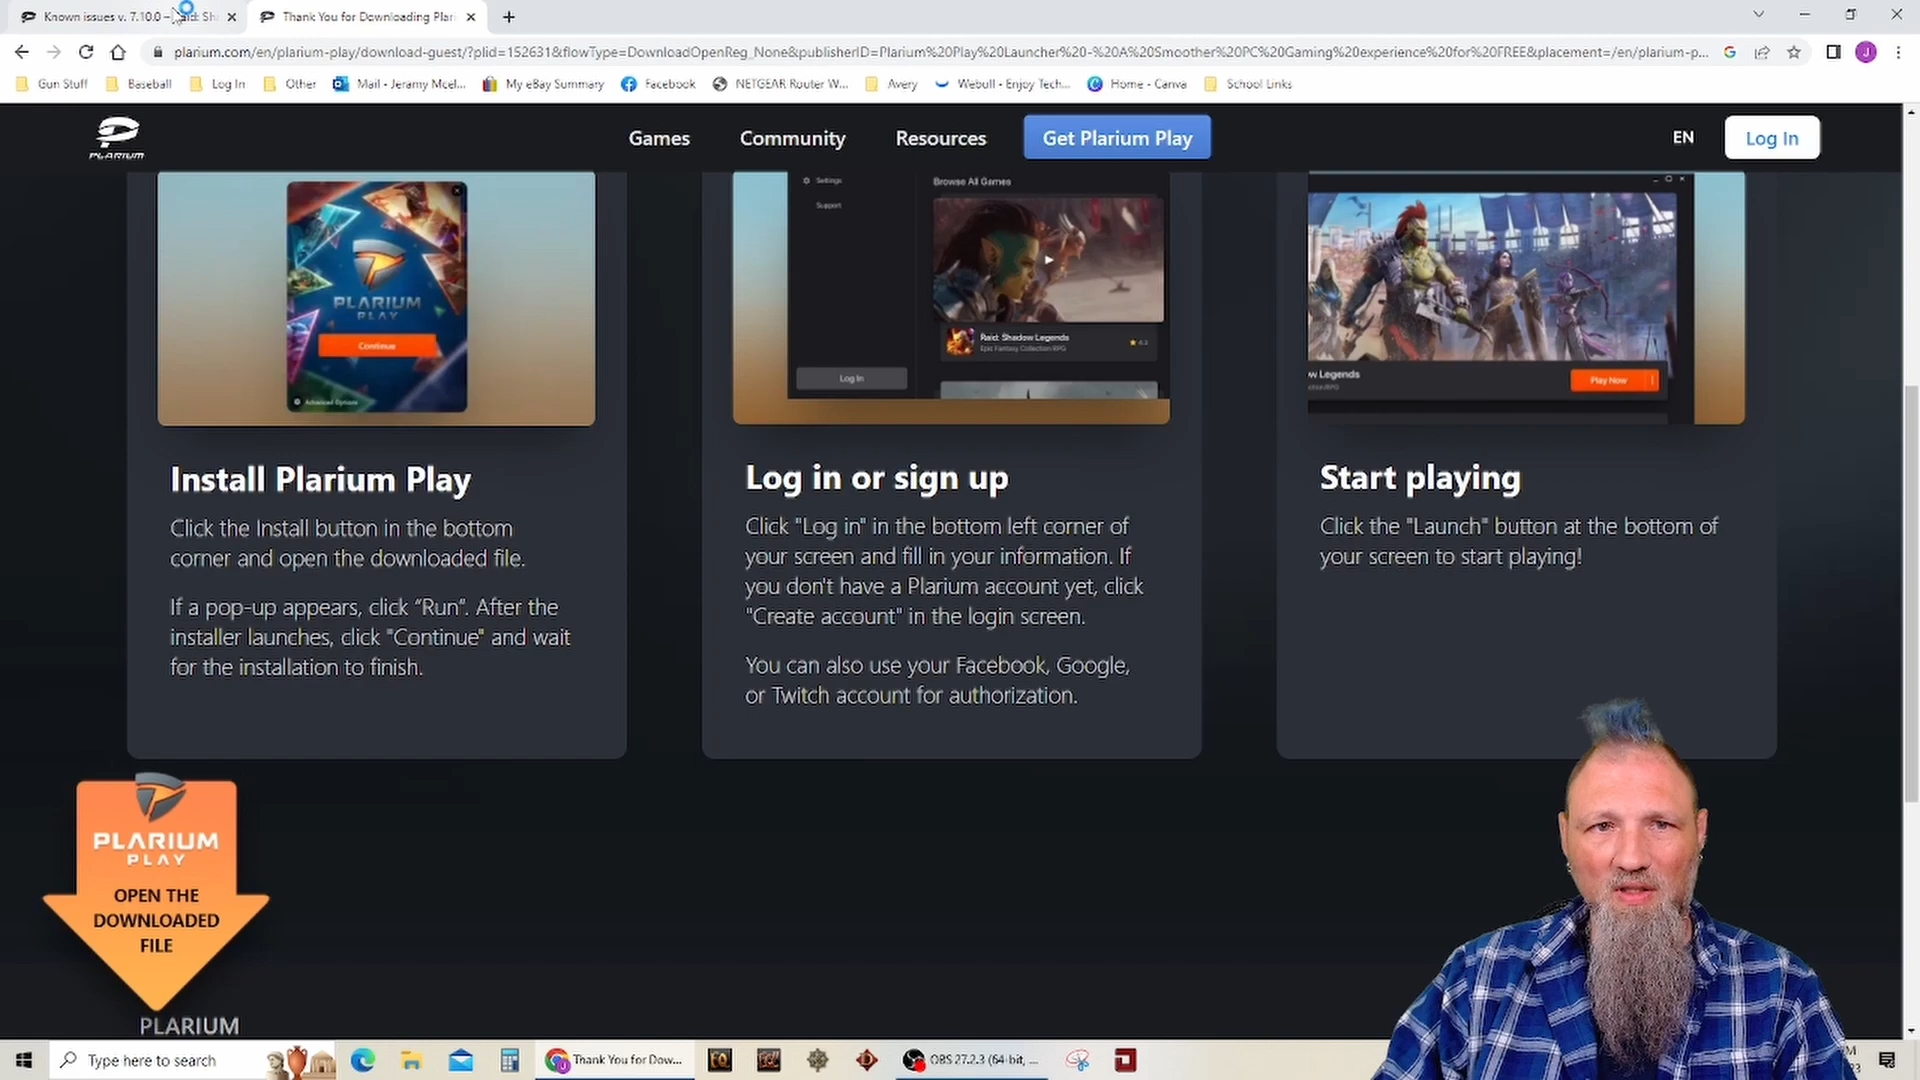 Known issues v. 7.10.0 –
Thank You for Downloading Plari
plarium.com/en/plarium-play/download-guest/?plid=152631&flowType=DownloadOpenReg_None&publisherID=Plarium%20Play%20Launcher%20-%20A%20Smoother%20PC%20Gaming%20experience%20for%20FREE&placement=/en/plarium-p...
Gun Stuff
Baseball
Log In
Other
Mail - Jeramy Mcel...
My eBay Summary
Facebook
NETGEAR Router W...
Avery
Webull - Enjoy Tech...
Home - Canva
School Links
PLARIUM
Games
Community
Resources
Get Plarium Play
EN
Log In
PLARIUM
PLAY
Continue
Advanced Options
Settings
Support
Browse All Games
Raid: Shadow Legends
Epic Fantasy Collection RPG
Log In
w Legends
Play Now
Install Plarium Play
Click the Install button in the bottom
corner and open the downloaded file.
If a pop-up appears, click “Run”. After the
installer launches, click "Continue" and wait
for the installation to finish.
Log in or sign up
Click "Log in" in the bottom left corner of
your screen and fill in your information. If
you don't have a Plarium account yet, click
"Create account" in the login screen.
You can also use your Facebook, Google,
or Twitch account for authorization.
Start playing
Click the "Launch" button at the bottom of
your screen to start playing!
PLARIUM
PLAY
OPEN THE
DOWNLOADED
FILE
PLARIUM
Type here to search
Thank You for Dow...
OBS 27.2.3 (64-bit, ...